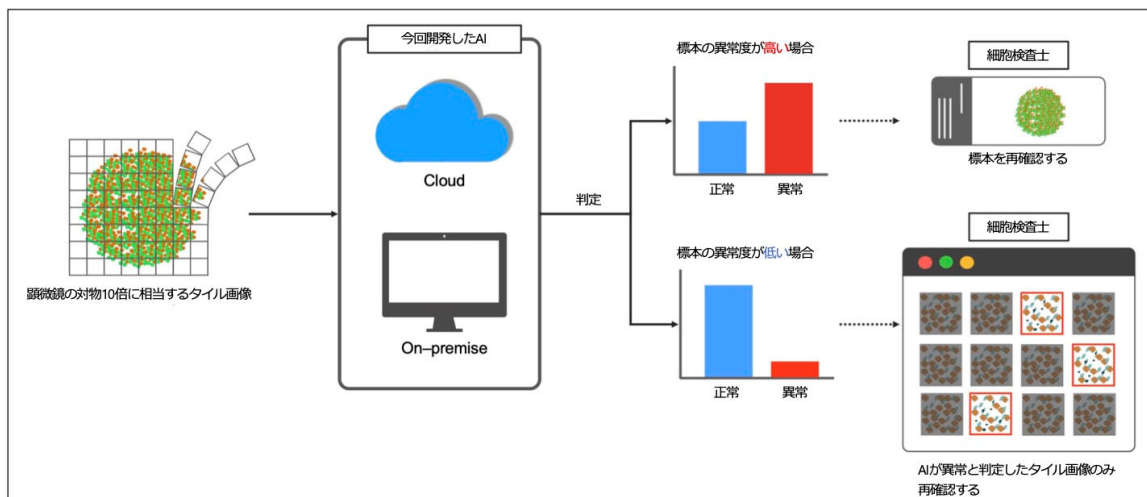 今回開発したAI
Cloud
On–premise
顕微鏡の対物10倍に相当するタイル画像
判定
標本の異常度が高い場合
正常
異常
細胞検査士
標本を再確認する
標本の異常度が低い場合
正常
異常
細胞検査士
AIが異常と判定したタイル画像のみ
再確認する